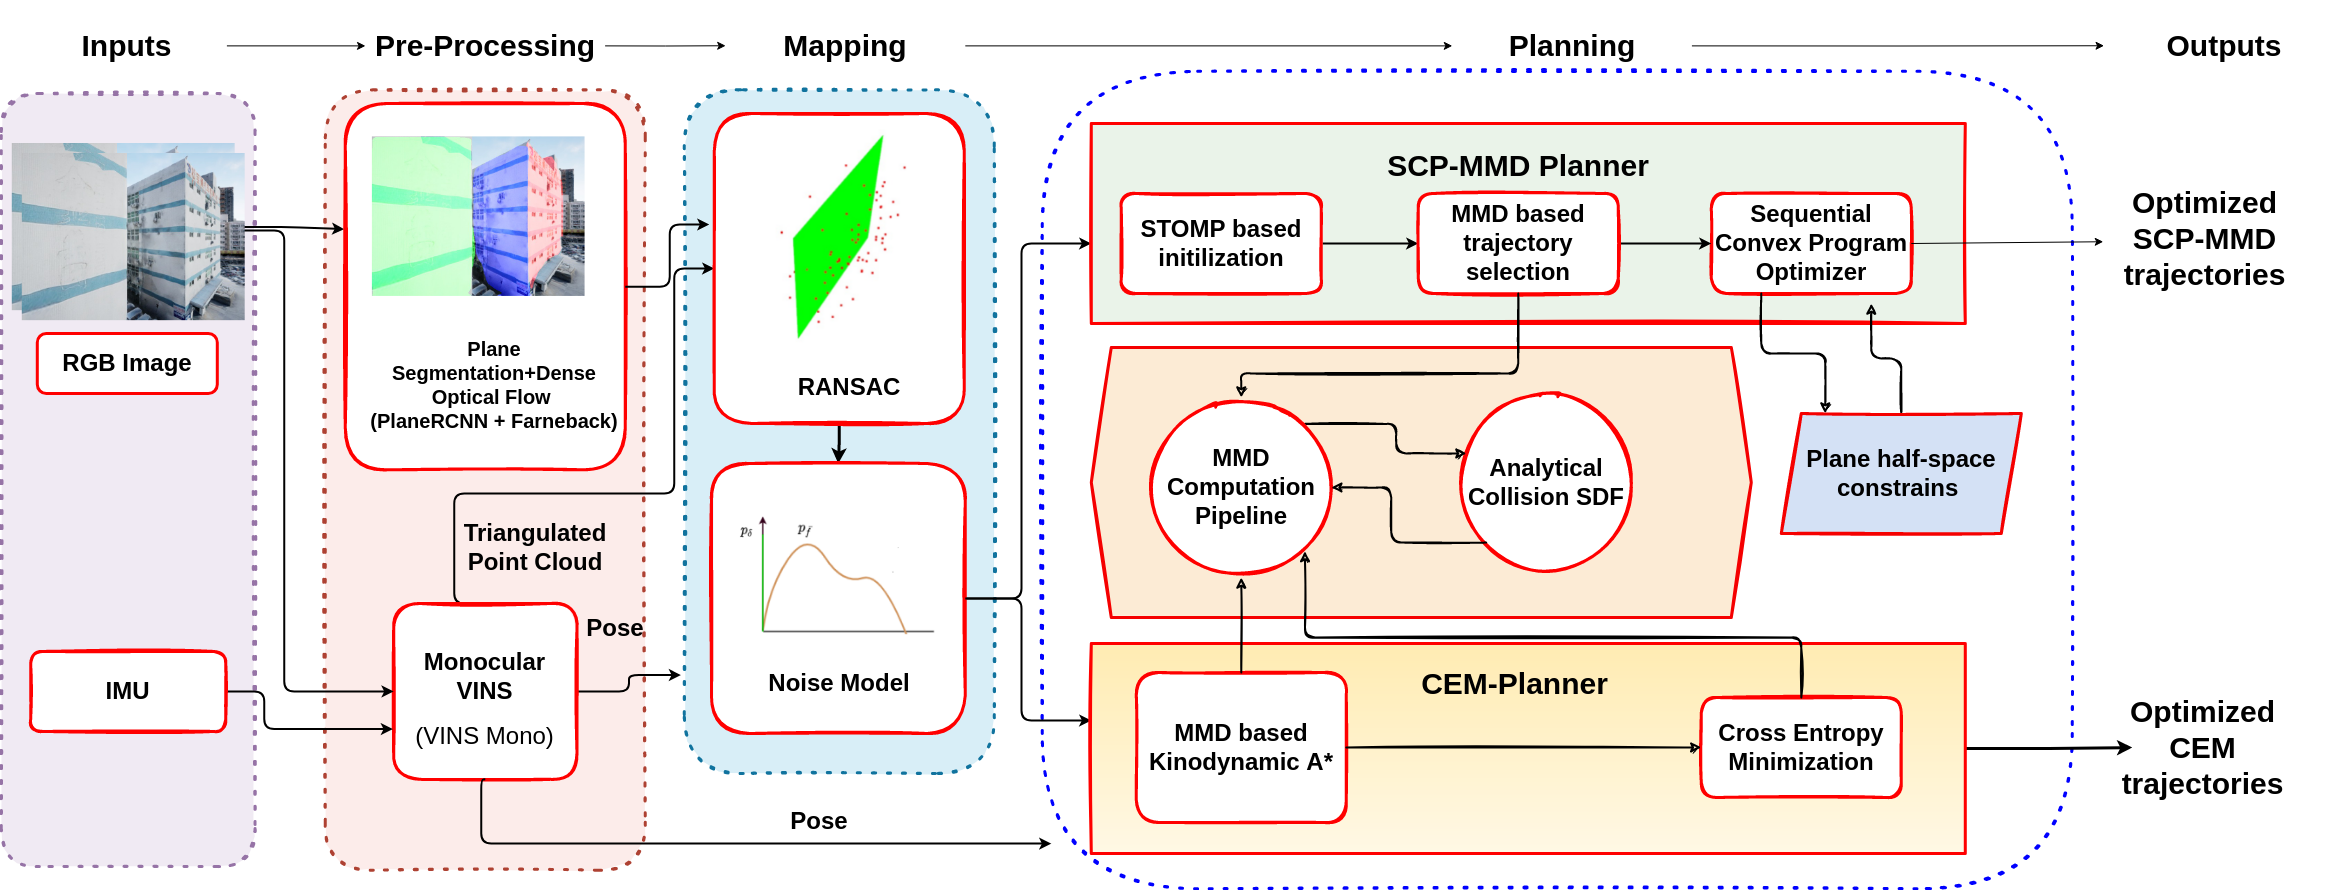 Inputs
Pre-Processing
Mapping
Planning
Outputs
RGB Image
IMU
Plane
Segmentation+Dense
Optical Flow
(PlaneRCNN + Farneback)
Triangulated
Point Cloud
Pose
Monocular
VINS
(VINS Mono)
Pose
RANSAC
pδ
pf
Noise Model
SCP-MMD Planner
STOMP based
initilization
MMD based
trajectory
selection
Sequential
Convex Program
Optimizer
MMD
Computation
Pipeline
Analytical
Collision SDF
Plane half-space
constrains
CEM-Planner
MMD based
Kinodynamic A*
Cross Entropy
Minimization
Optimized
SCP-MMD
trajectories
Optimized
CEM
trajectories